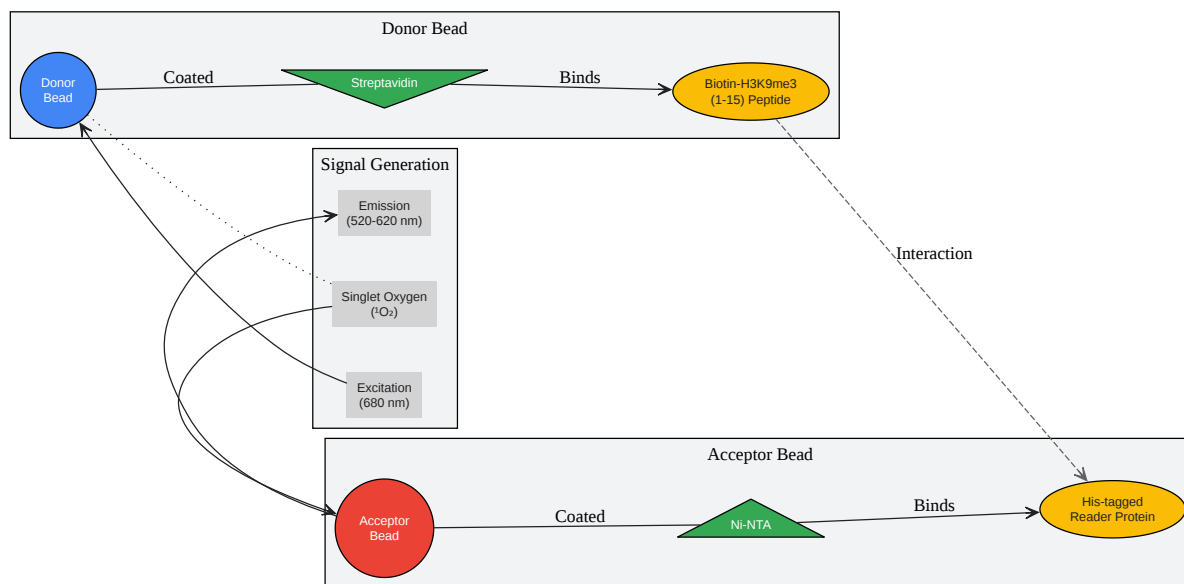 Donor Bead
Donor
Bead
Coated
Streptavidin
Binds
Biotin-H3K9me3
(1-15) Peptide
Signal Generation
Emission
(520-620 nm)
Interaction
Singlet Oxygen
(¹O₂)
Excitation
(680 nm)
Acceptor Bead
Acceptor
Bead
Coated
Ni-NTA
Binds
His-tagged
Reader Protein